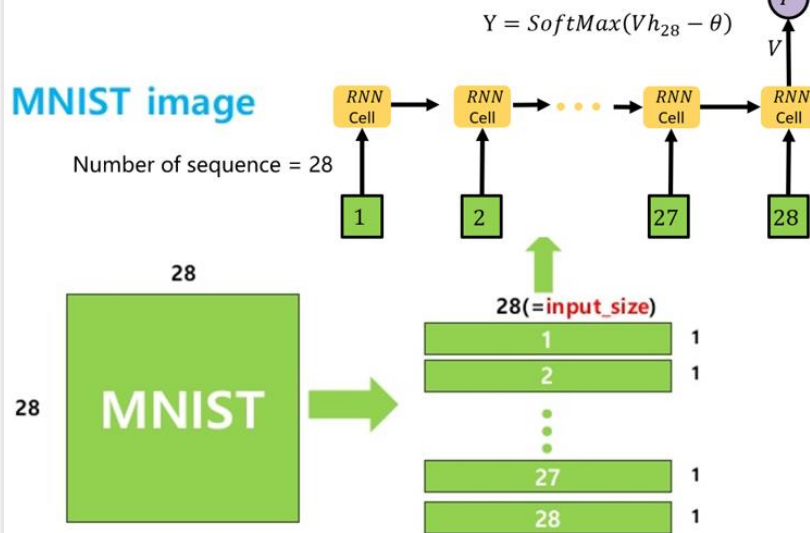 Y = SoftMax(Vh₂₈ − θ)
V
MNIST image
RNN Cell
RNN Cell
RNN Cell
RNN Cell
Number of sequence = 28
1
2
27
28
28
28(=input_size)
1 1
2 1
28
MNIST
27 1
28 1